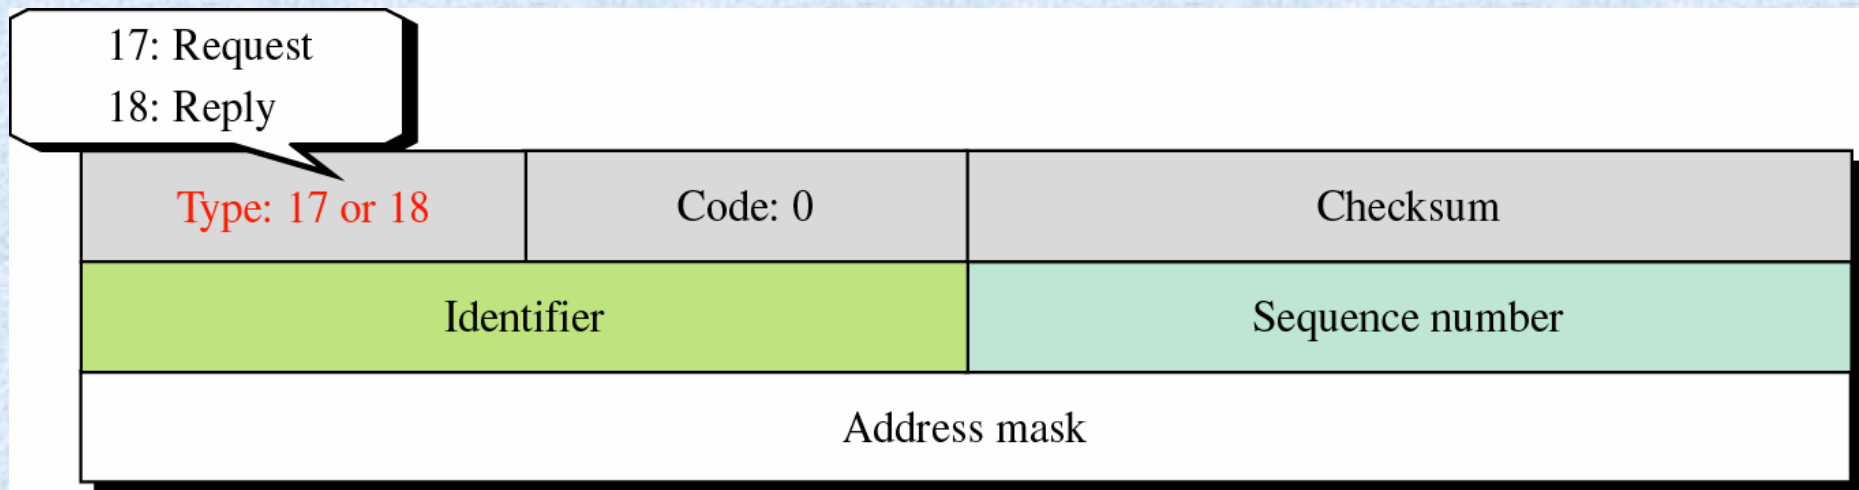 17: Request
18: Reply
Type: 17 or 18
Code: 0
Checksum
Identifier
Sequence number
Address mask